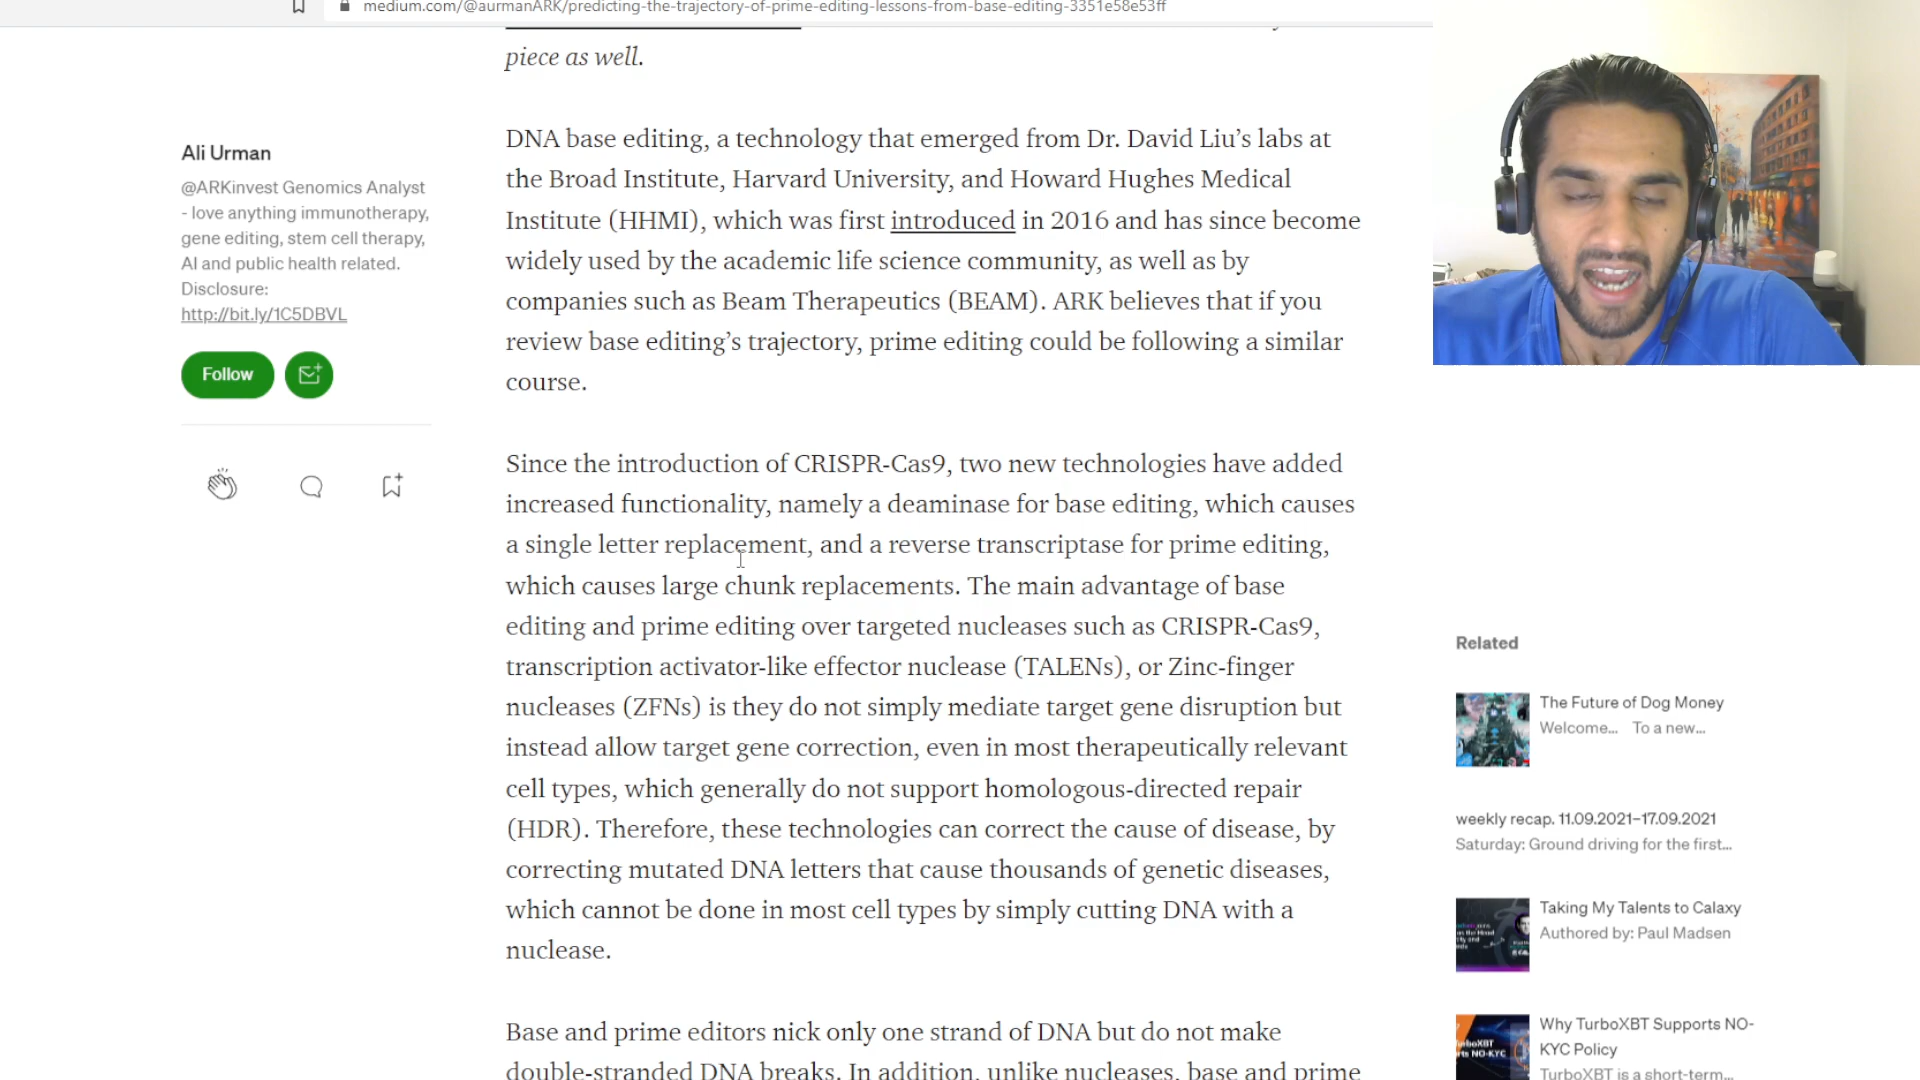 medium.com/@aurmanARK/predicting-the-trajectory-of-prime-editing-lessons-from-base-editing-3351e58e53ff
piece as well.
Ali Urman
@ARKinvest Genomics Analyst
- love anything immunotherapy,
gene editing, stem cell therapy,
AI and public health related.
Disclosure:
http://bit.ly/1C5DBVL
Follow
DNA base editing, a technology that emerged from Dr. David Liu’s labs at
the Broad Institute, Harvard University, and Howard Hughes Medical
Institute (HHMI), which was first introduced in 2016 and has since become
widely used by the academic life science community, as well as by
companies such as Beam Therapeutics (BEAM). ARK believes that if you
review base editing’s trajectory, prime editing could be following a similar
course.
Since the introduction of CRISPR-Cas9, two new technologies have added
increased functionality, namely a deaminase for base editing, which causes
a single letter replacement, and a reverse transcriptase for prime editing,
which causes large chunk replacements. The main advantage of base
editing and prime editing over targeted nucleases such as CRISPR-Cas9,
transcription activator-like effector nuclease (TALENs), or Zinc-finger
nucleases (ZFNs) is they do not simply mediate target gene disruption but
instead allow target gene correction, even in most therapeutically relevant
cell types, which generally do not support homologous-directed repair
(HDR). Therefore, these technologies can correct the cause of disease, by
correcting mutated DNA letters that cause thousands of genetic diseases,
which cannot be done in most cell types by simply cutting DNA with a
nuclease.
Base and prime editors nick only one strand of DNA but do not make
double-stranded DNA breaks. In addition, unlike nucleases, base and prime
Related
The Future of Dog Money
Welcome... To a new...
weekly recap. 11.09.2021–17.09.2021
Saturday: Ground driving for the first...
Taking My Talents to Calaxy
Authored by: Paul Madsen
Why TurboXBT Supports NO-
KYC Policy
TurboXBT is a short-term...